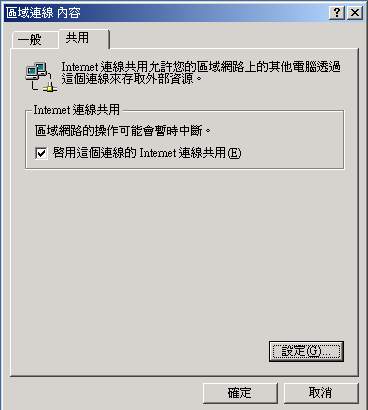 區域連線 內容
一般
共用
Internet 連線共用允許您的區域網路上的其他電腦透過
這個連線來存取外部資源。
Internet 連線共用
區域網路的操作可能會暫時中斷。
啓用這個連線的 Internet 連線共用(E)
設定(G)...
確定
取消